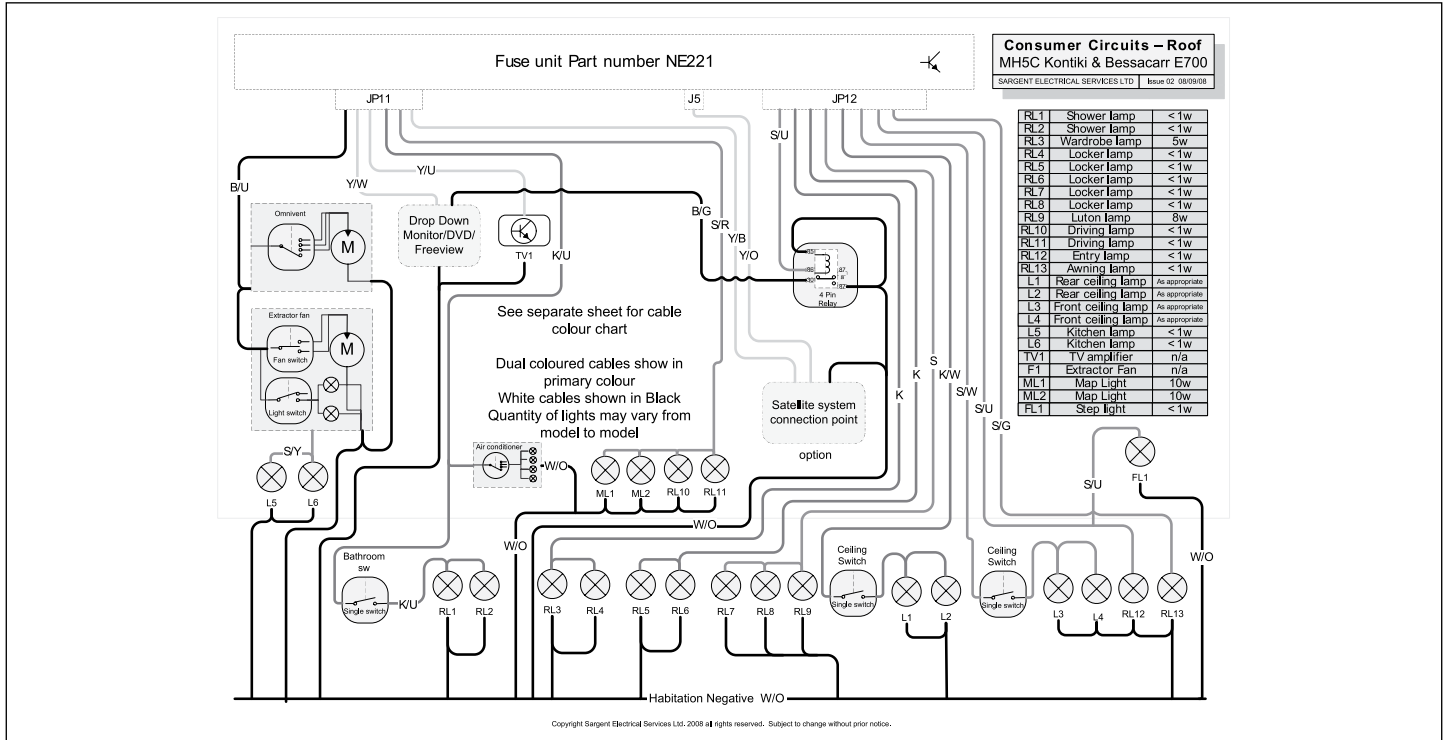 Fuse unit Part number NE221
Consumer Circuits – Roof
MH5C Kontiki & Bessacarr E700
SARGENT ELECTRICAL SERVICES LTD Issue 02 08/09/08
JP11
J5
JP12
RL1 Shower lamp < 1w
RL2 Shower lamp < 1w
RL3 Wardrobe lamp 5w
RL4 Locker lamp < 1w
RL5 Locker lamp < 1w
RL6 Locker lamp < 1w
RL7 Locker lamp < 1w
RL8 Locker lamp < 1w
RL9 Luton lamp 8w
RL10 Driving lamp < 1w
RL11 Driving lamp < 1w
RL12 Entry lamp < 1w
RL13 Awning lamp < 1w
L1 Rear ceiling lamp As appropriate
L2 Rear ceiling lamp As appropriate
L3 Front ceiling lamp As appropriate
L4 Front ceiling lamp As appropriate
L5 Kitchen lamp < 1w
L6 Kitchen lamp < 1w
TV1 TV amplifier n/a
F1 Extractor Fan n/a
ML1 Map Light 10w
ML2 Map Light 10w
FL1 Step light < 1w
S/U
Y/U
B/U
Y/W
B/G
S/R
Y/B
Y/O
K/U
Omnivent
M
Drop Down
Monitor/DVD/
Freeview
TV1
85
86
87
30
87
4 Pin
Relay
Extractor fan
Fan switch
M
Light switch
See separate sheet for cable
colour chart
Dual coloured cables show in
primary colour
White cables shown in Black
Quantity of lights may vary from
model to model
Satellite system
connection point
option
K
K
S
K/W
S/W
S/U
S/G
S/Y
L5 L6
Air conditioner
W/O
ML1 ML2 RL10 RL11
S/U
FL1
W/O
W/O
W/O
Bathroom
sw
Single switch
K/U
RL1 RL2
RL3 RL4
RL5 RL6
RL7 RL8 RL9
Ceiling
Switch
Single switch
L1 L2
Ceiling
Switch
Single switch
L3 L4 RL12 RL13
Habitation Negative W/O
Copyright Sargent Electrical Services Ltd. 2008 all rights reserved. Subject to change without prior notice.